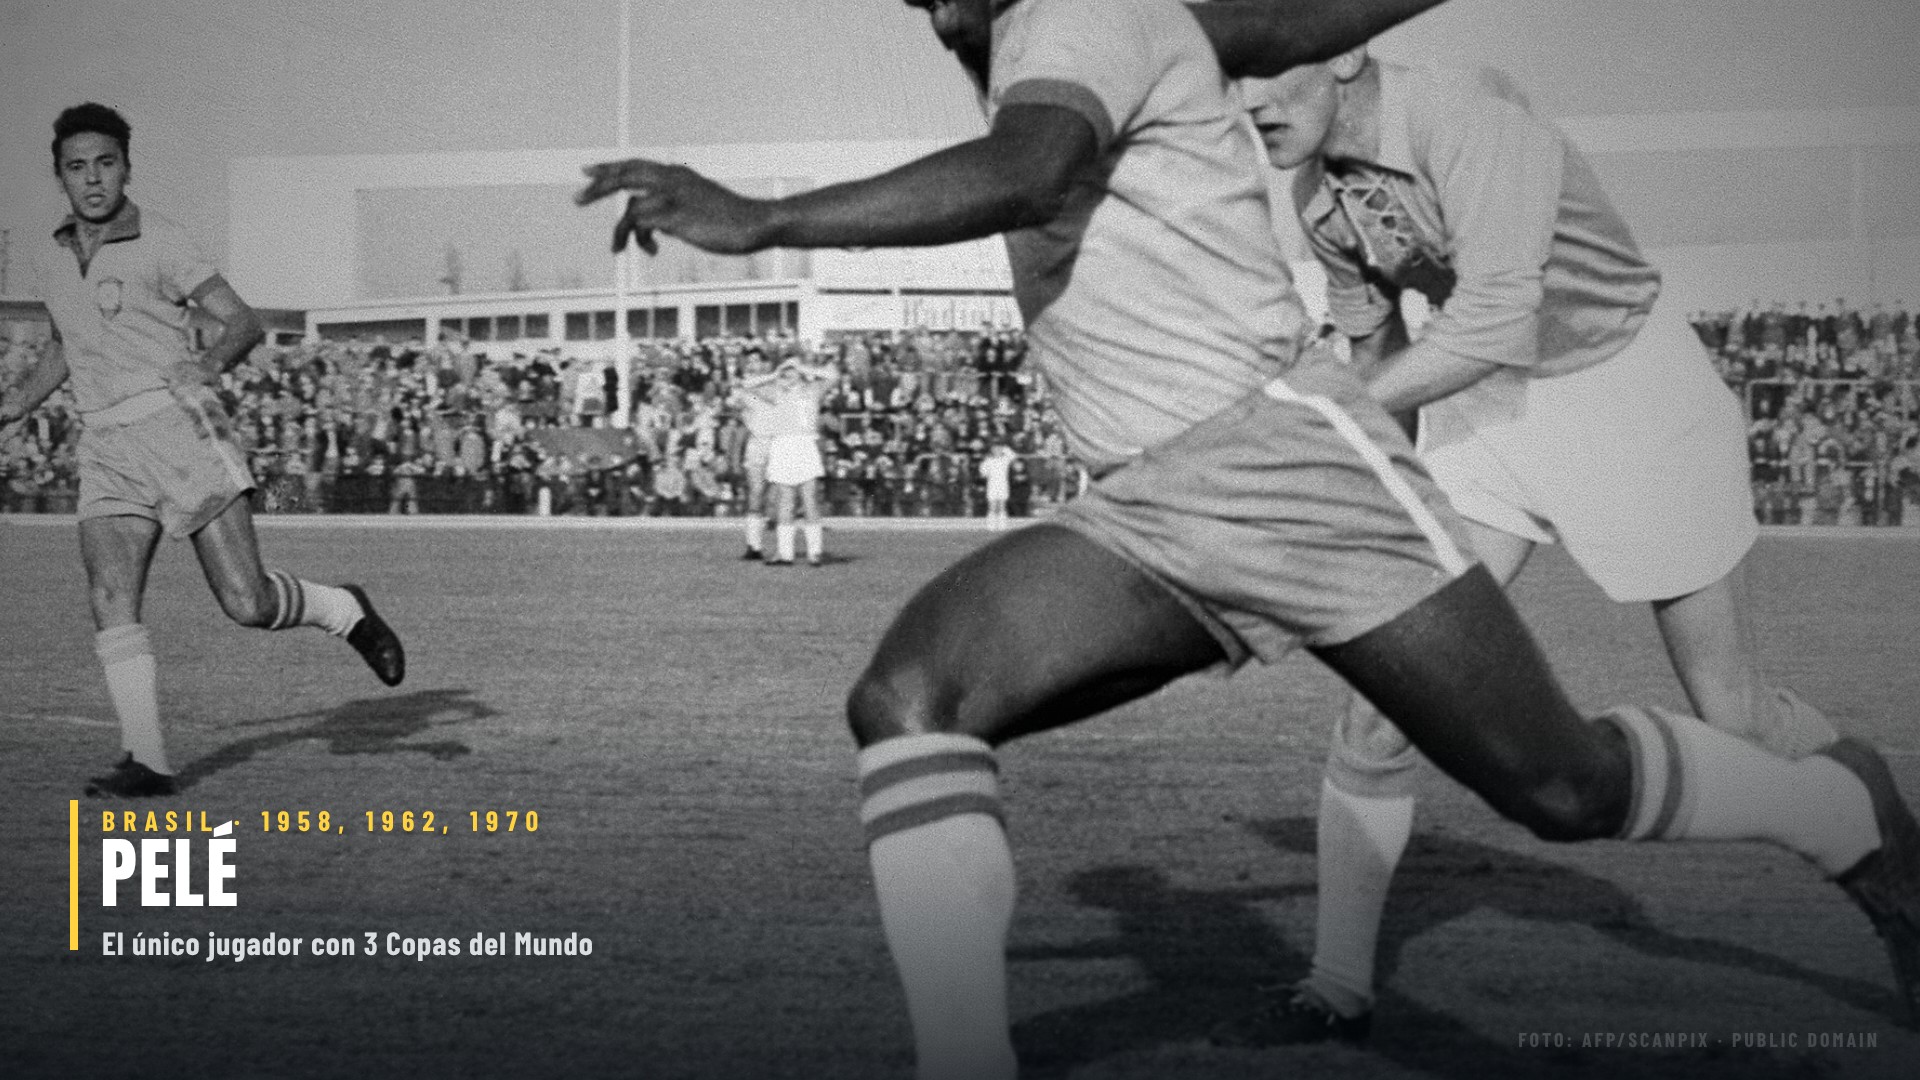 BRASIL · 1958, 1962, 1970
PELÉ
El único jugador con 3 Copas del Mundo
FOTO: AFP/SCANPIX · PUBLIC DOMAIN